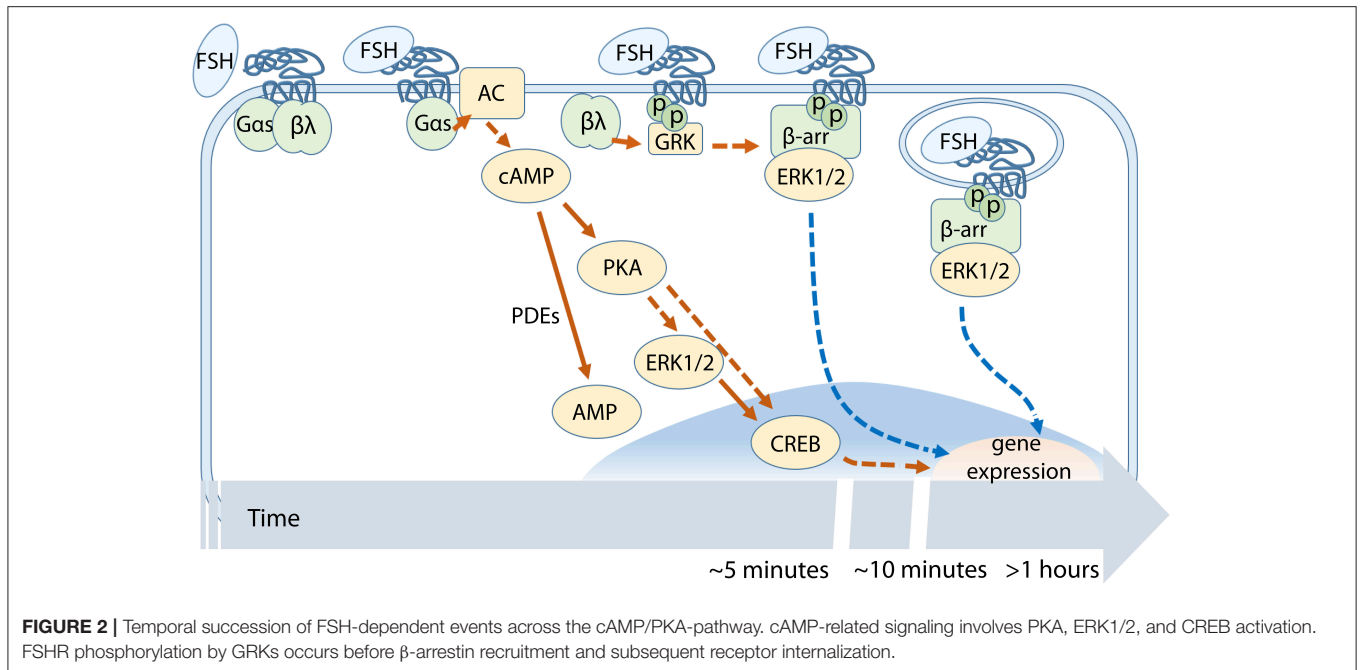 FSH
FSH
FSH
FSH
AC
Gαs
βλ
Gαs
βλ
p
p
GRK
p
p
β-arr
ERK1/2
FSH
cAMP
p
p
β-arr
ERK1/2
PKA
PDEs
ERK1/2
AMP
CREB
gene
expression
Time
~5 minutes
~10 minutes
>1 hours
FIGURE 2 | Temporal succession of FSH-dependent events across the cAMP/PKA-pathway. cAMP-related signaling involves PKA, ERK1/2, and CREB activation.
FSHR phosphorylation by GRKs occurs before β-arrestin recruitment and subsequent receptor internalization.